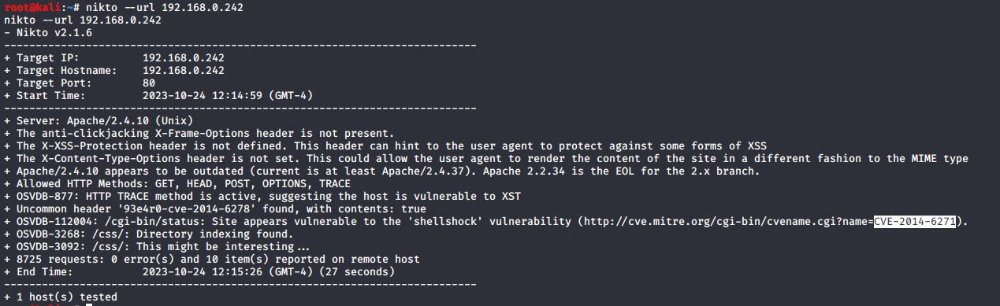 root@kali:~# nikto --url 192.168.0.242
nikto --url 192.168.0.242
- Nikto v2.1.6
---------------------------------------------------------------------------
+ Target IP:          192.168.0.242
+ Target Hostname:    192.168.0.242
+ Target Port:        80
+ Start Time:         2023-10-24 12:14:59 (GMT-4)
---------------------------------------------------------------------------
+ Server: Apache/2.4.10 (Unix)
+ The anti-clickjacking X-Frame-Options header is not present.
+ The X-XSS-Protection header is not defined. This header can hint to the user agent to protect against some forms of XSS
+ The X-Content-Type-Options header is not set. This could allow the user agent to render the content of the site in a different fashion to the MIME type
+ Apache/2.4.10 appears to be outdated (current is at least Apache/2.4.37). Apache 2.2.34 is the EOL for the 2.x branch.
+ Allowed HTTP Methods: GET, HEAD, POST, OPTIONS, TRACE
+ OSVDB-877: HTTP TRACE method is active, suggesting the host is vulnerable to XST
+ Uncommon header '93e4r0-cve-2014-6278' found, with contents: true
+ OSVDB-112004: /cgi-bin/status: Site appears vulnerable to the 'shellshock' vulnerability (http://cve.mitre.org/cgi-bin/cvename.cgi?name=CVE-2014-6271).
+ OSVDB-3268: /css/: Directory indexing found.
+ OSVDB-3092: /css/: This might be interesting...
+ 8725 requests: 0 error(s) and 10 item(s) reported on remote host
+ End Time:           2023-10-24 12:15:26 (GMT-4) (27 seconds)
---------------------------------------------------------------------------
+ 1 host(s) tested